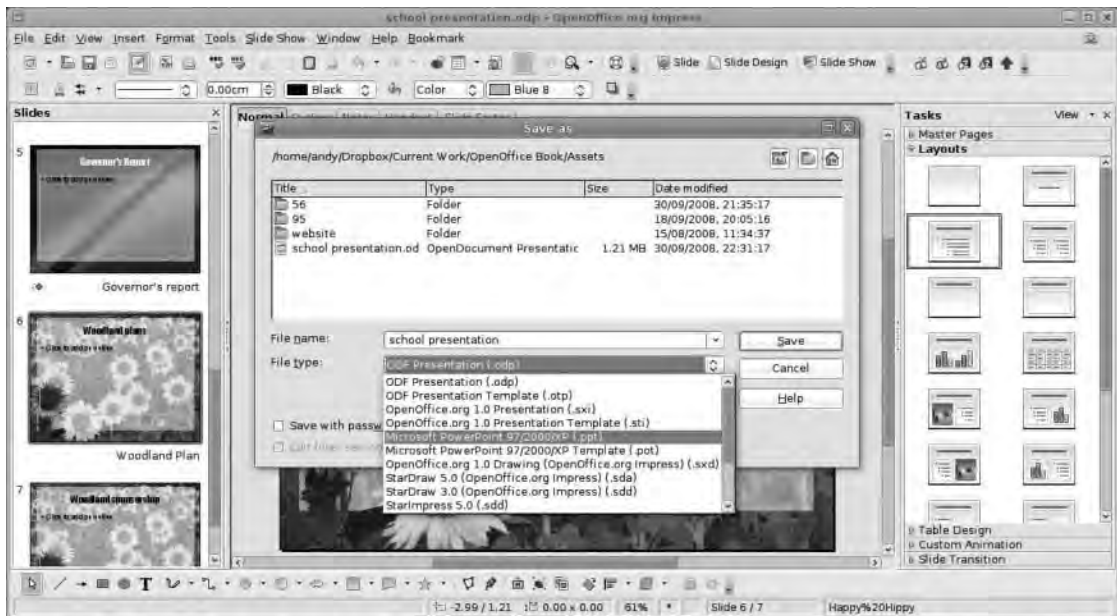 school presentation.odp - OpenOffice.org Impress
File Edit View Insert Format Tools Slide Show Window Help Bookmark
Slide Slide Design Slide Show
0.00cm Black Color Blue 8
Slides
5
Governor's Report
Governor's report
6
Woodland plans
Woodland Plan
7
Woodland sponsorship
Normal
Save as
/home/andy/Dropbox/Current Work/OpenOffice Book/Assets
Title Type Size Date modified
56 Folder 30/09/2008, 21:35:17
95 Folder 18/09/2008, 20:05:16
website Folder 15/08/2008, 11:34:37
school presentation.od OpenDocument Presentatic 1.21 MB 30/09/2008, 22:31:17
File name: school presentation Save
File type: ODF Presentation (.odp) Cancel
Help
ODF Presentation (.odp)
ODF Presentation Template (.otp)
OpenOffice.org 1.0 Presentation (.sxi)
OpenOffice.org 1.0 Presentation Template (.sti)
Microsoft PowerPoint 97/2000/XP (.ppt)
Microsoft PowerPoint 97/2000/XP Template (.pot)
OpenOffice.org 1.0 Drawing (OpenOffice.org Impress) (.sxd)
StarDraw 5.0 (OpenOffice.org Impress) (.sda)
StarDraw 3.0 (OpenOffice.org Impress) (.sdd)
StarImpress 5.0 (.sdd)
Save with passw
Tasks View
Master Pages
Layouts
Table Design
Custom Animation
Slide Transition
-2.99 / 1.21 0.00 x 0.00 61% * Slide 6 / 7 Happy%20Hippy